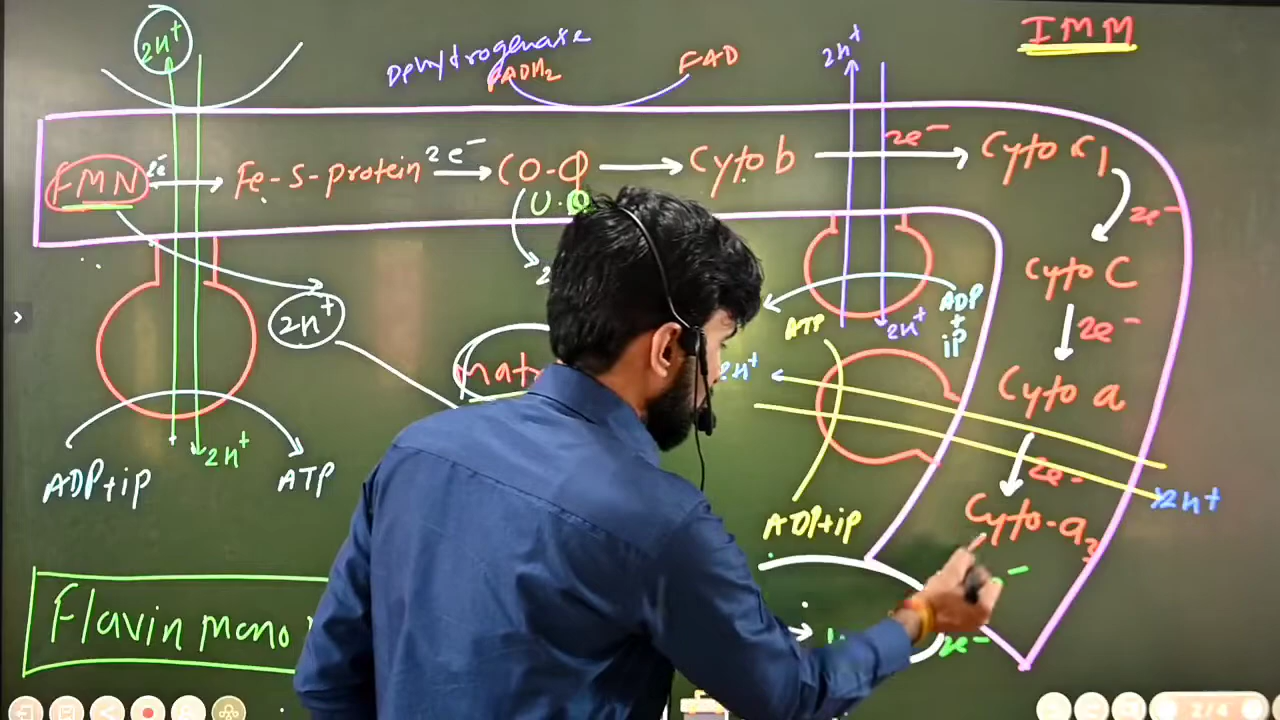 IMM
2H+
Dehydrogenase
FADH2
FAD
2H+
FMN
2e-
Fe-S-protein
2e-
CO-Q
Cyto b
2e-
Cyto c1
U.Q
2e-
2H+
Cyto C
ADP
+
iP
ATP
2H+
2e-
2H+
Cyto a
2H+
ADP+iP
ATP
2e-
2H+
Cyto-a3
ADP+iP
Flavin mono
2e-
2/4